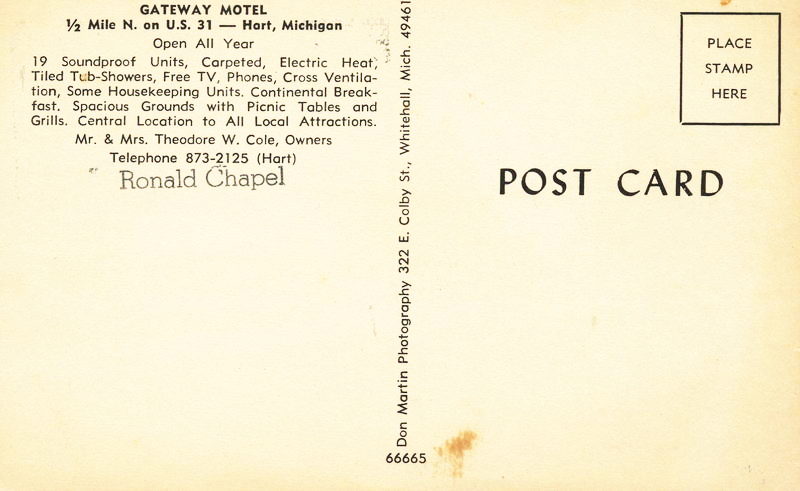 GATEWAY MOTEL
½ Mile N. on U.S. 31 — Hart, Michigan
Open All Year
19 Soundproof Units, Carpeted, Electric Heat,
Tiled Tub-Showers, Free TV, Phones, Cross Ventila-
tion, Some Housekeeping Units. Continental Break-
fast. Spacious Grounds with Picnic Tables and
Grills. Central Location to All Local Attractions.
Mr. & Mrs. Theodore W. Cole, Owners
Telephone 873-2125 (Hart)
Ronald Chapel
Don Martin Photography 322 E. Colby St., Whitehall, Mich. 49461
66665
PLACE
STAMP
HERE
POST CARD